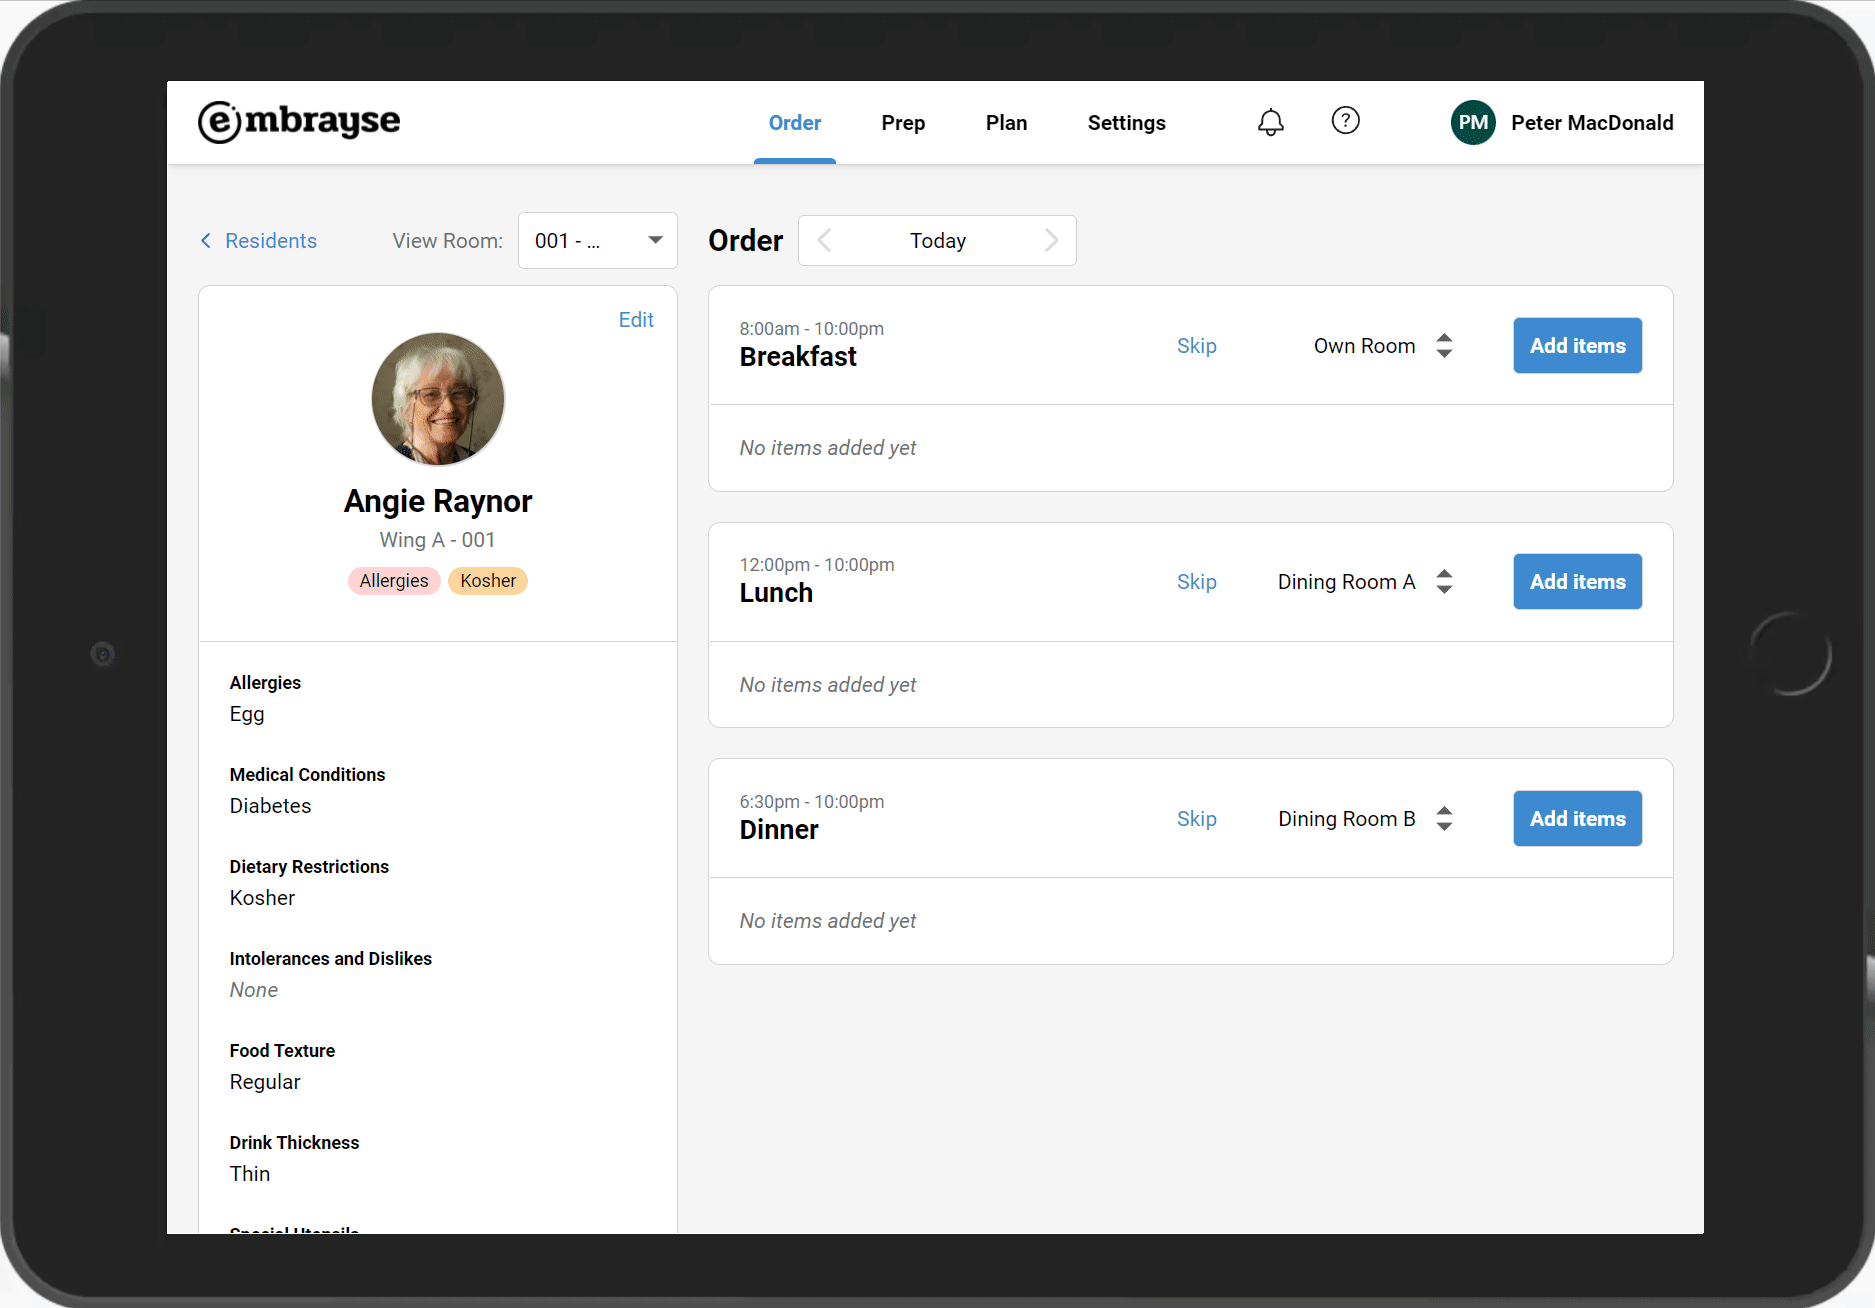 embrayse
Order
Prep
Plan
Settings
?
PM
Peter MacDonald
Residents
View Room:
001 - ...
Order
Today
Edit
Angie Raynor
Wing A - 001
Allergies
Kosher
Allergies
Egg
Medical Conditions
Diabetes
Dietary Restrictions
Kosher
Intolerances and Dislikes
None
Food Texture
Regular
Drink Thickness
Thin
Special Utensils
8:00am - 10:00pm
Breakfast
Skip
Own Room
Add items
No items added yet
12:00pm - 10:00pm
Lunch
Skip
Dining Room A
Add items
No items added yet
6:30pm - 10:00pm
Dinner
Skip
Dining Room B
Add items
No items added yet